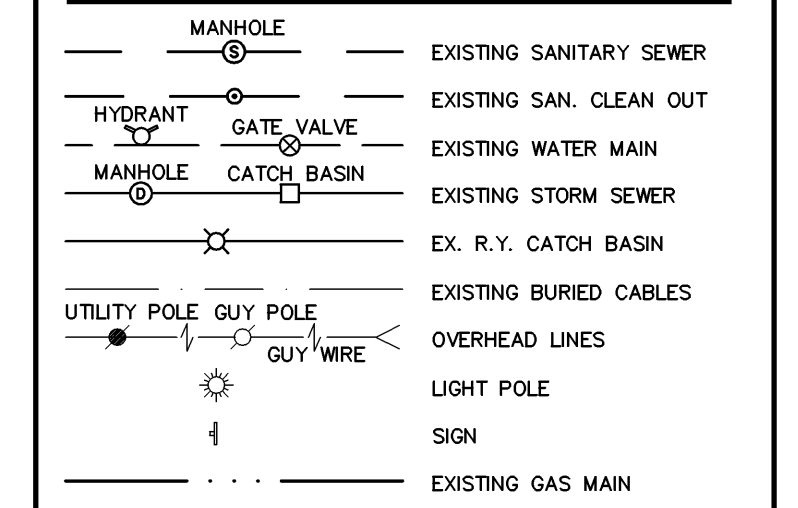 MANHOLE
S EXISTING SANITARY SEWER
EXISTING SAN. CLEAN OUT
HYDRANT
GATE VALVE
EXISTING WATER MAIN
MANHOLE CATCH BASIN
D EXISTING STORM SEWER
EX. R.Y. CATCH BASIN
EXISTING BURIED CABLES
UTILITY POLE GUY POLE
OVERHEAD LINES
GUY WIRE
LIGHT POLE
SIGN
EXISTING GAS MAIN